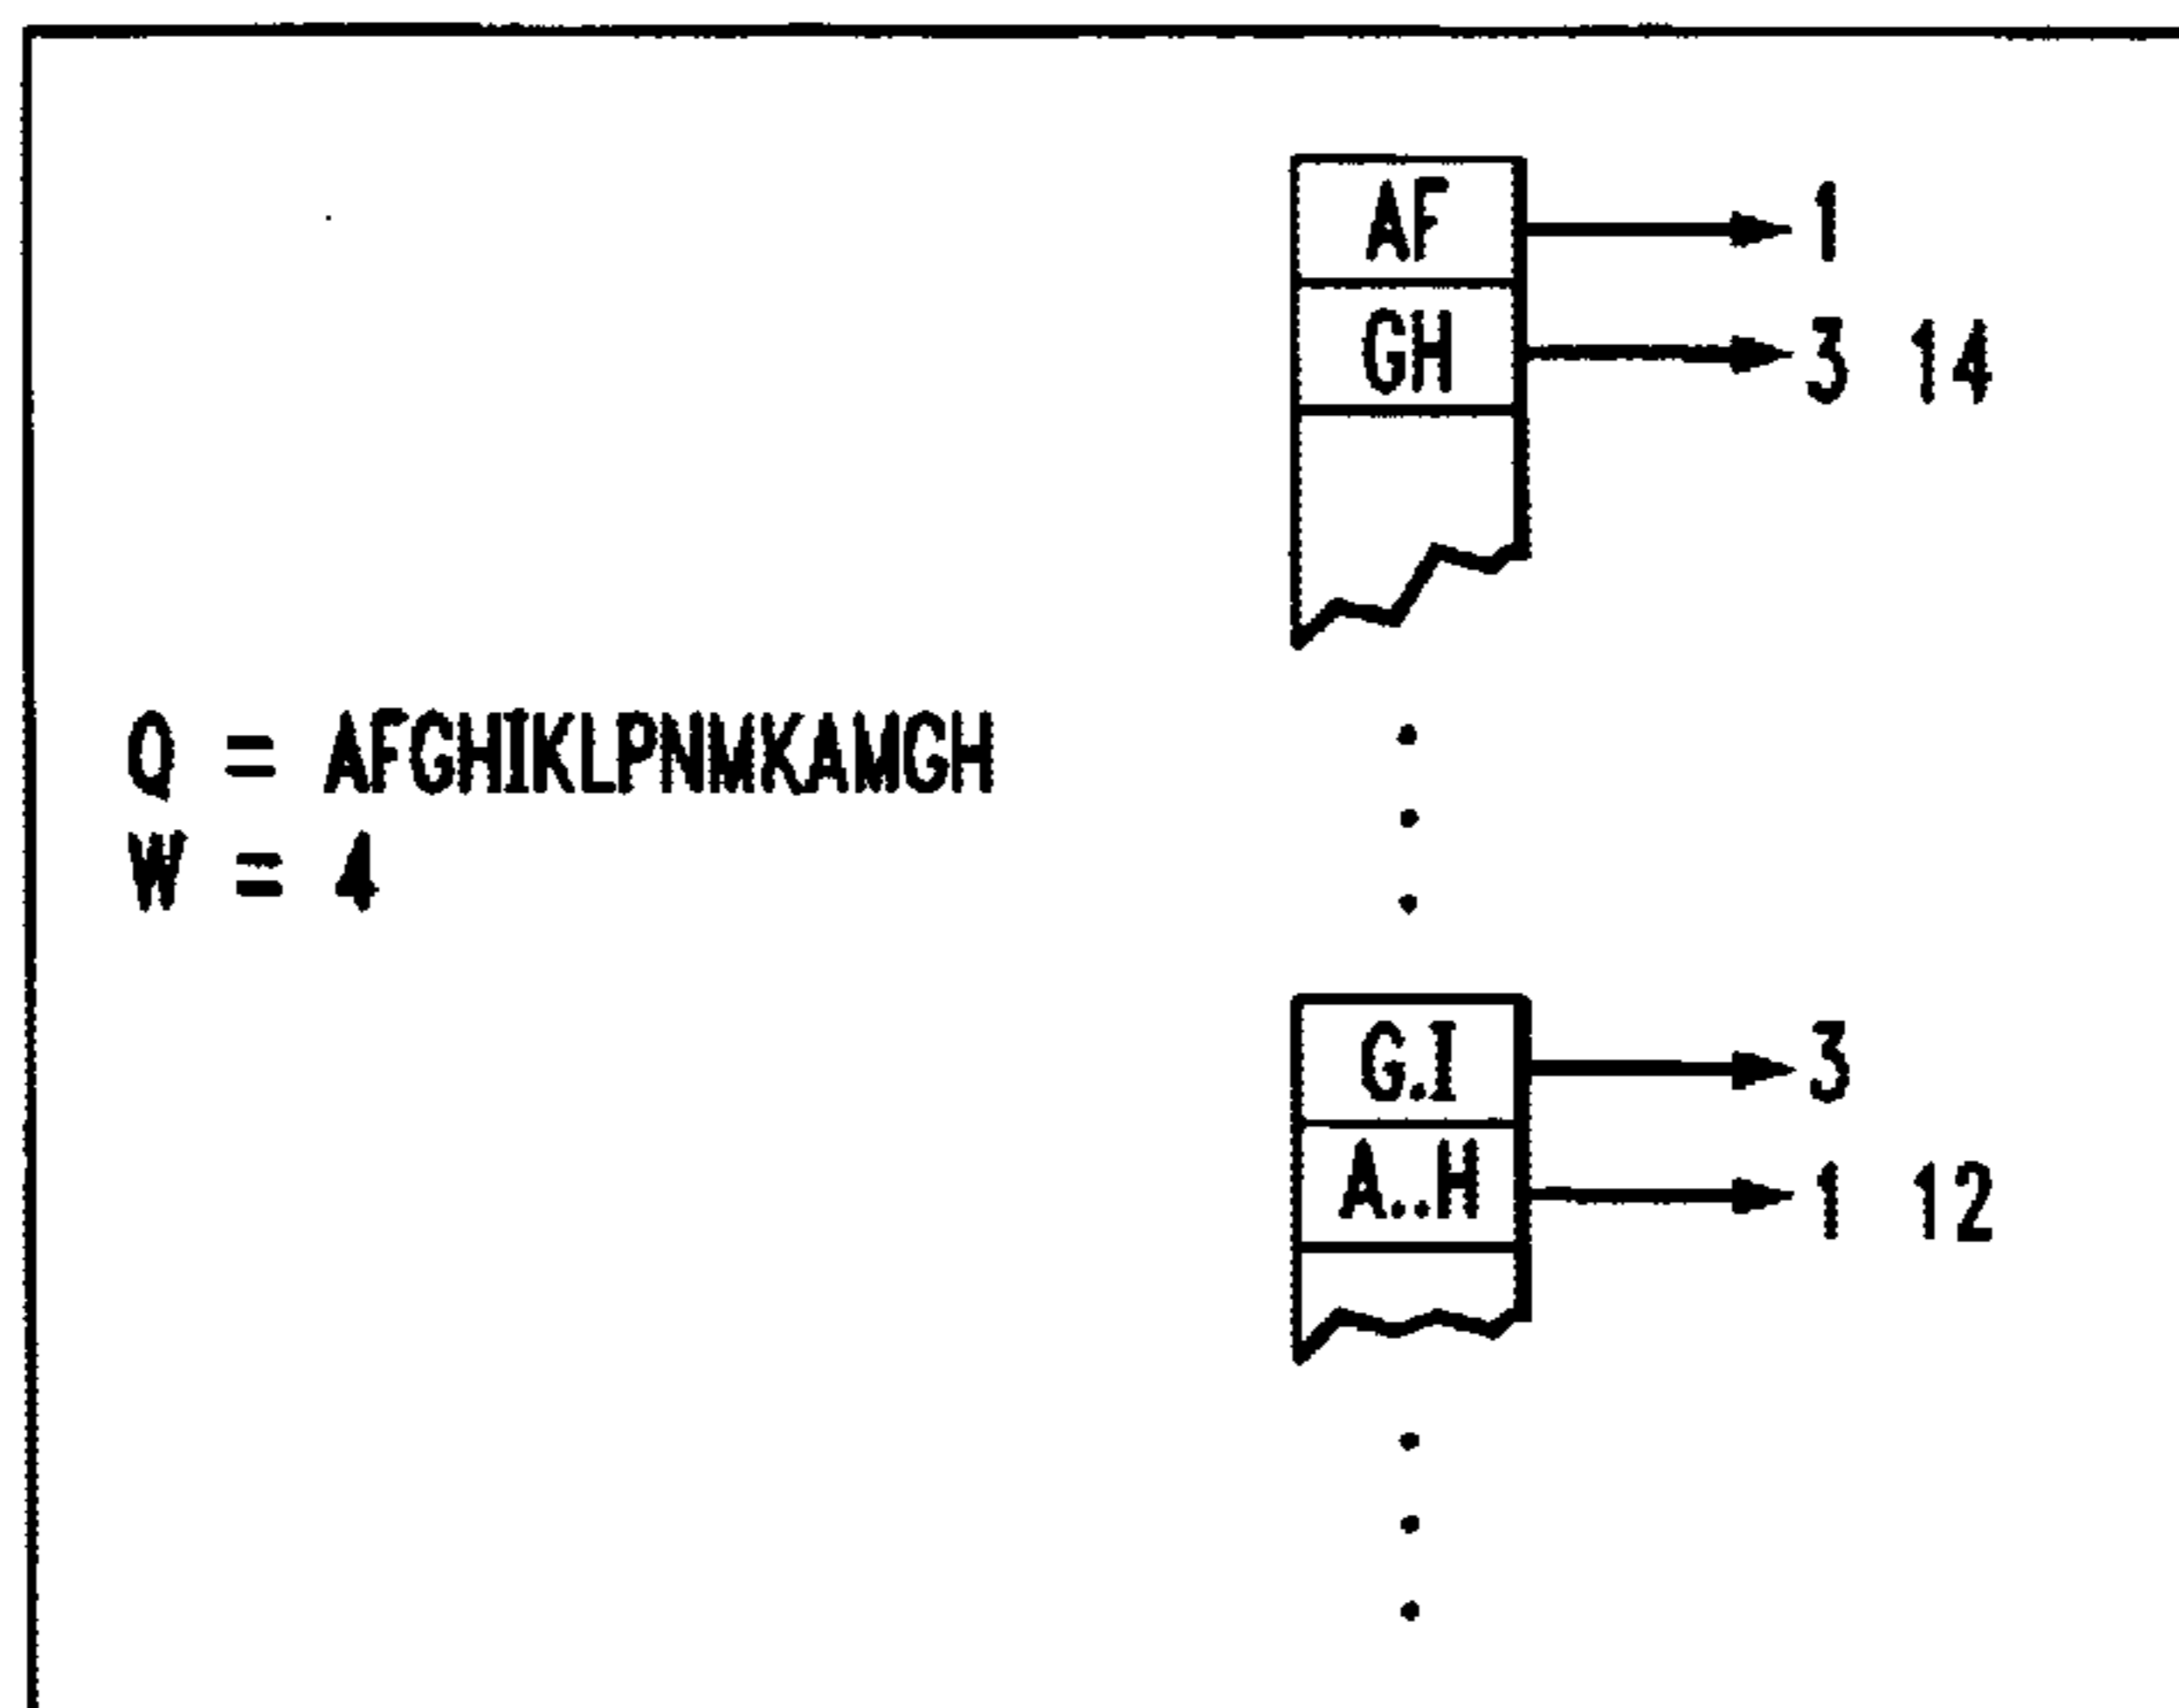 AF 1
GH 3 14
Q = AFGHIKLPNMKAMGH
W = 4
G.I 3
A..H 1 12